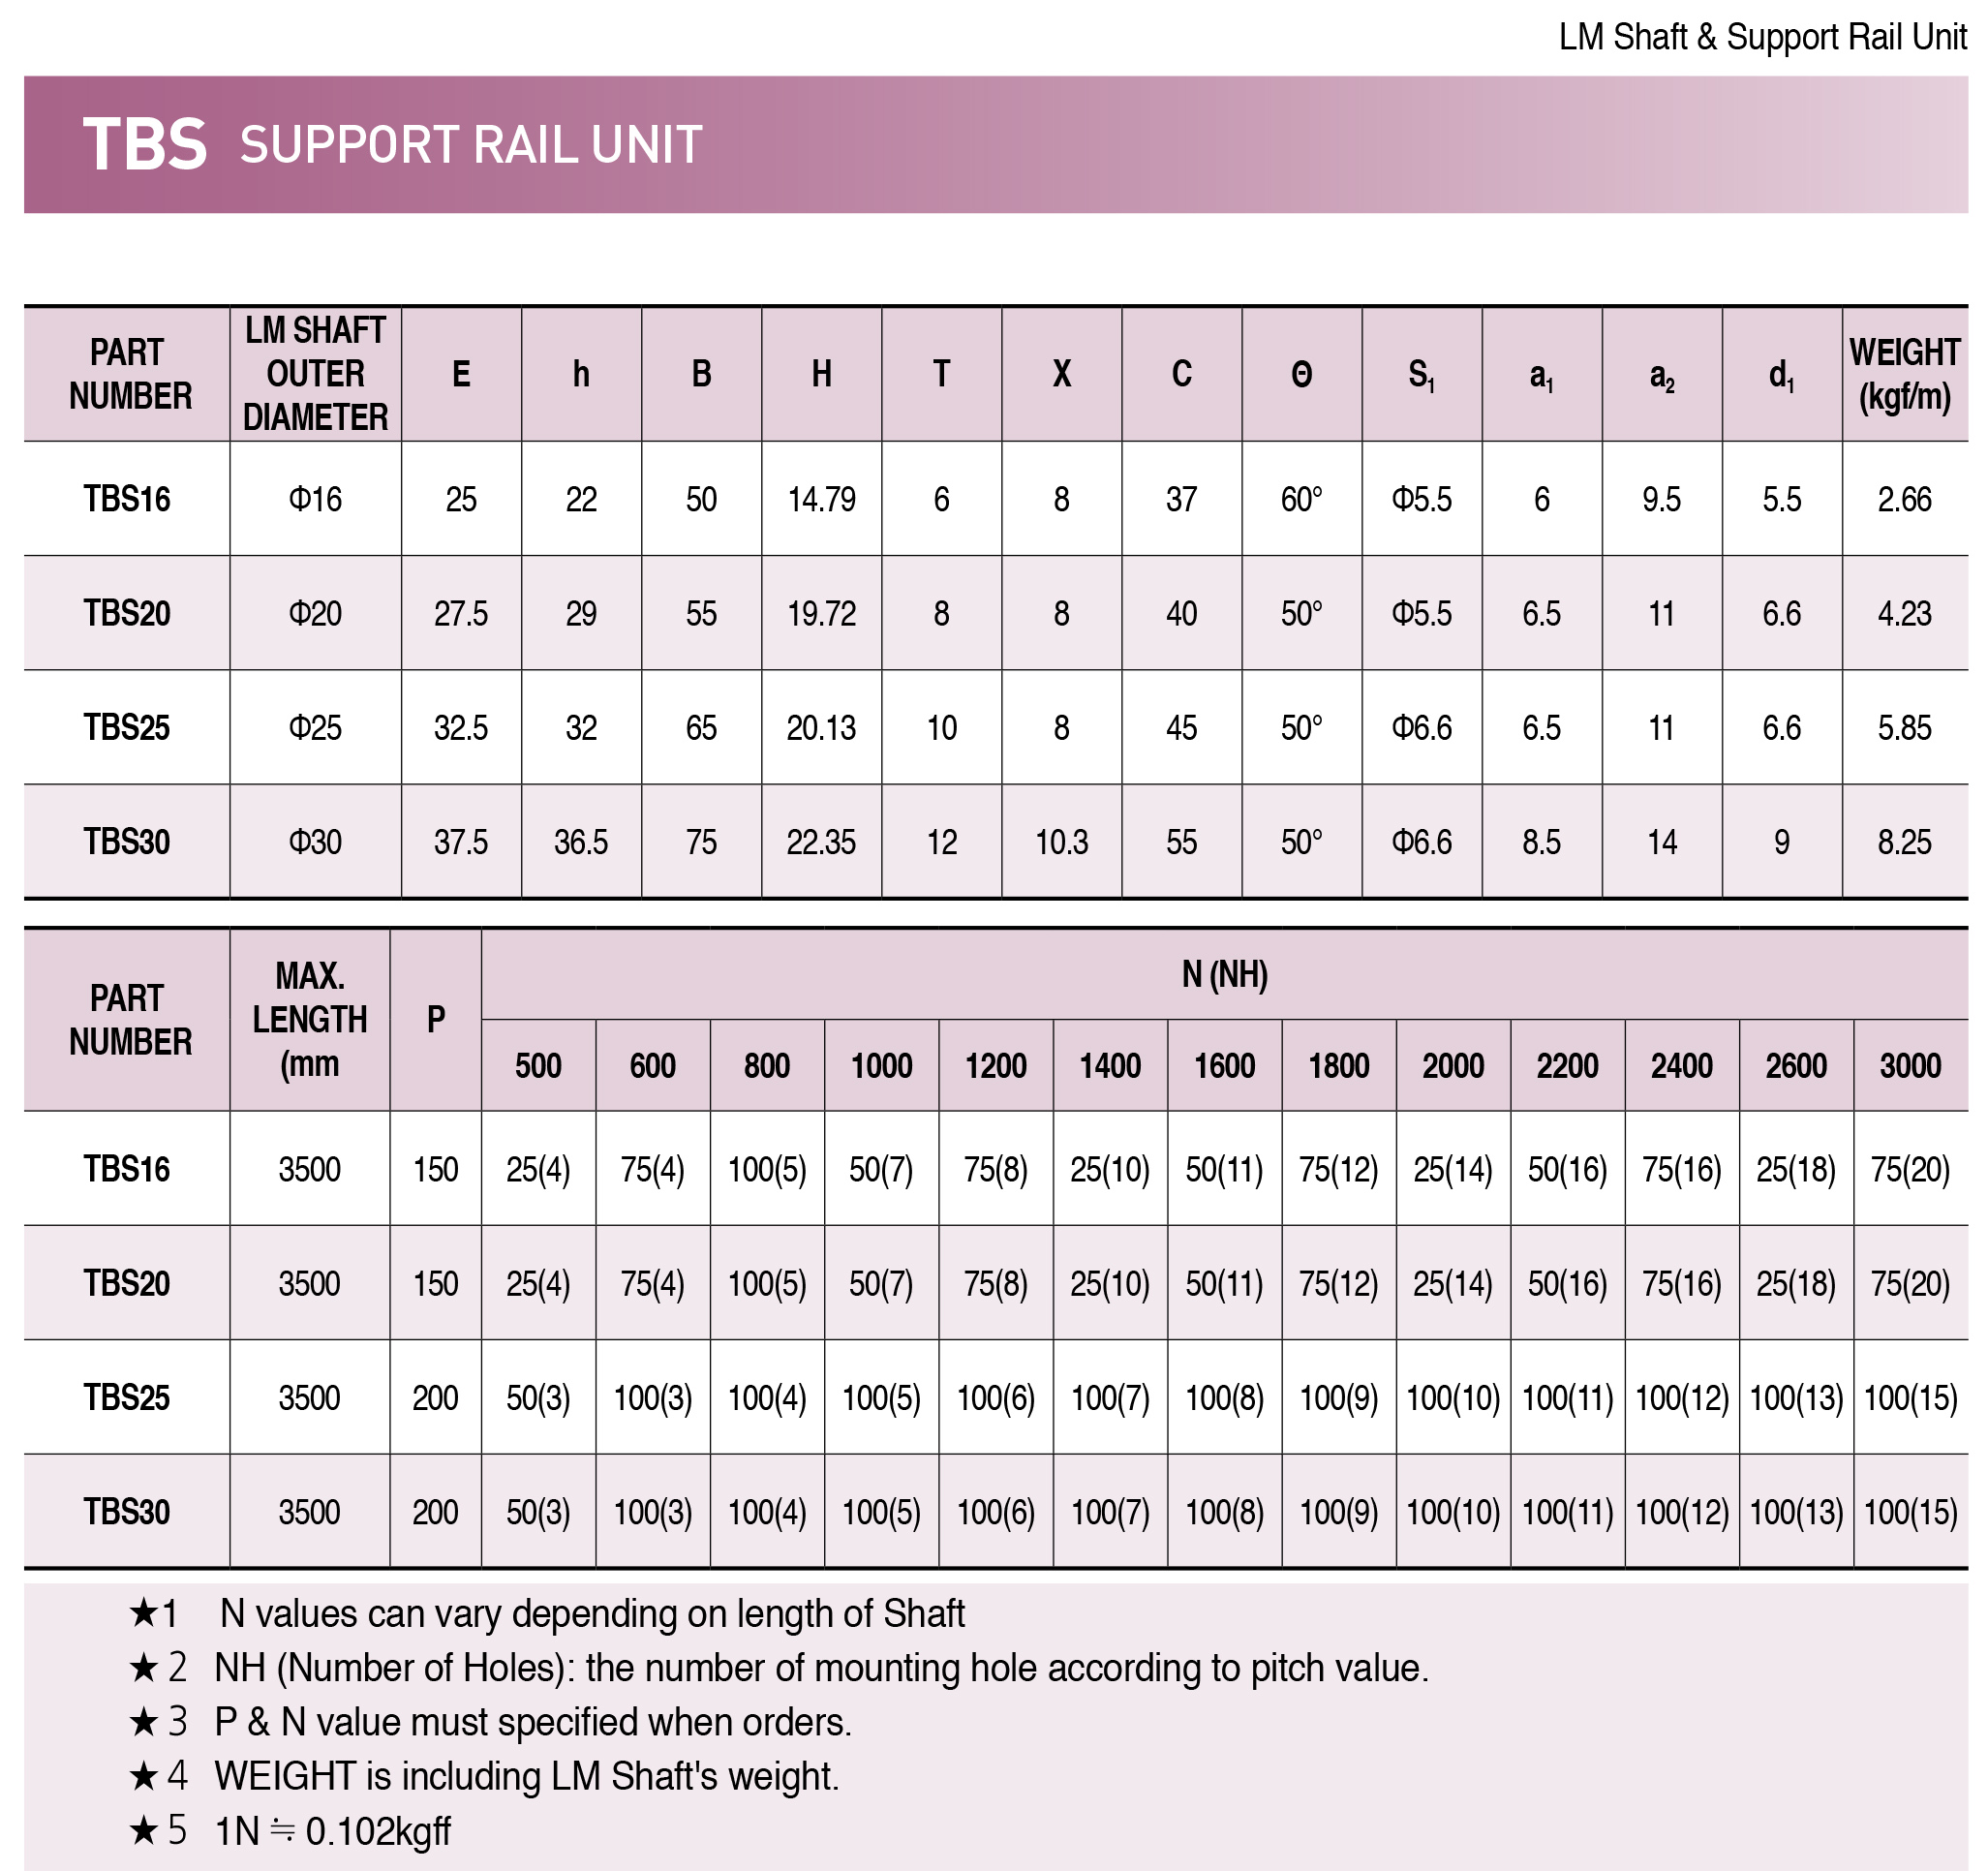 LM Shaft & Support Rail Unit
TBS SUPPORT RAIL UNIT
PART NUMBER LM SHAFT OUTER DIAMETER E h B H T X C Θ S1 a1 a2 d1 WEIGHT (kgf/m)
TBS16 Φ16 25 22 50 14.79 6 8 37 60° Φ5.5 6 9.5 5.5 2.66
TBS20 Φ20 27.5 29 55 19.72 8 8 40 50° Φ5.5 6.5 11 6.6 4.23
TBS25 Φ25 32.5 32 65 20.13 10 8 45 50° Φ6.6 6.5 11 6.6 5.85
TBS30 Φ30 37.5 36.5 75 22.35 12 10.3 55 50° Φ6.6 8.5 14 9 8.25
PART NUMBER MAX. LENGTH (mm P N (NH)
500 600 800 1000 1200 1400 1600 1800 2000 2200 2400 2600 3000
TBS16 3500 150 25(4) 75(4) 100(5) 50(7) 75(8) 25(10) 50(11) 75(12) 25(14) 50(16) 75(16) 25(18) 75(20)
TBS20 3500 150 25(4) 75(4) 100(5) 50(7) 75(8) 25(10) 50(11) 75(12) 25(14) 50(16) 75(16) 25(18) 75(20)
TBS25 3500 200 50(3) 100(3) 100(4) 100(5) 100(6) 100(7) 100(8) 100(9) 100(10) 100(11) 100(12) 100(13) 100(15)
TBS30 3500 200 50(3) 100(3) 100(4) 100(5) 100(6) 100(7) 100(8) 100(9) 100(10) 100(11) 100(12) 100(13) 100(15)
★1 N values can vary depending on length of Shaft
★2 NH (Number of Holes): the number of mounting hole according to pitch value.
★3 P & N value must specified when orders.
★4 WEIGHT is including LM Shaft's weight.
★5 1N ≒ 0.102kgff